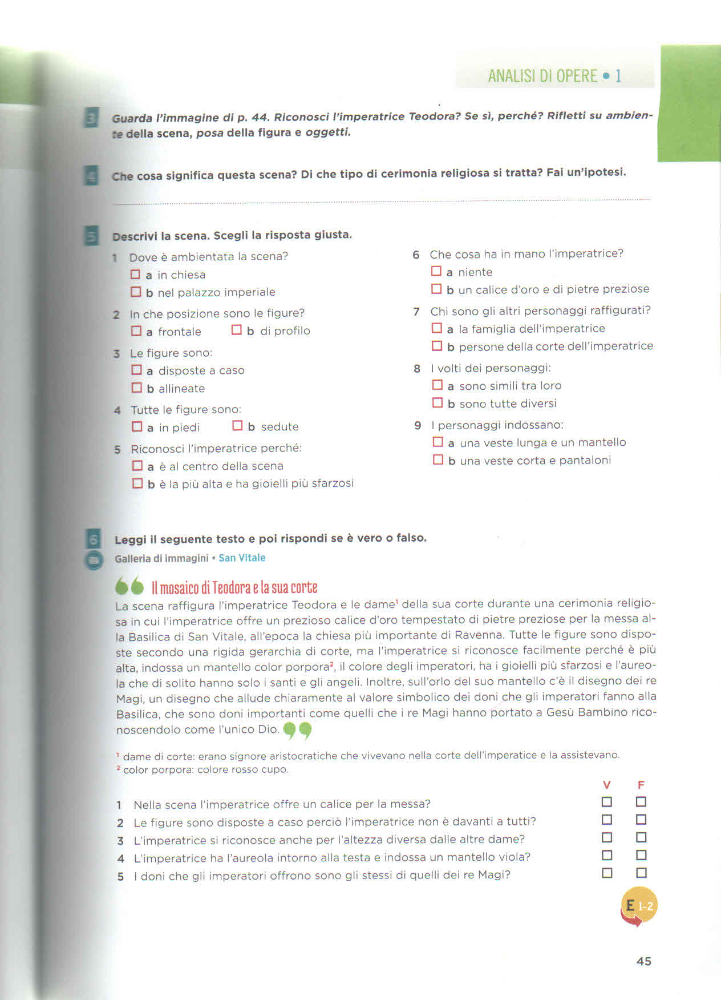 ANALISI DI OPERE • 1
3 Guarda l'immagine di p. 44. Riconosci l'imperatrice Teodora? Se sì, perché? Rifletti su ambien-
te della scena, posa della figura e oggetti.
4 Che cosa significa questa scena? Di che tipo di cerimonia religiosa si tratta? Fai un'ipotesi.
5 Descrivi la scena. Scegli la risposta giusta.
1 Dove è ambientata la scena?
a in chiesa
b nel palazzo imperiale
2 In che posizione sono le figure?
a frontale b di profilo
3 Le figure sono:
a disposte a caso
b allineate
4 Tutte le figure sono:
a in piedi b sedute
5 Riconosci l'imperatrice perché:
a è al centro della scena
b è la più alta e ha gioielli più sfarzosi
6 Che cosa ha in mano l'imperatrice?
a niente
b un calice d'oro e di pietre preziose
7 Chi sono gli altri personaggi raffigurati?
a la famiglia dell'imperatrice
b persone della corte dell'imperatrice
8 I volti dei personaggi:
a sono simili tra loro
b sono tutte diversi
9 I personaggi indossano:
a una veste lunga e un mantello
b una veste corta e pantaloni
6 Leggi il seguente testo e poi rispondi se è vero o falso.
Galleria di immagini • San Vitale
Il mosaico di Teodora e la sua corte
La scena raffigura l'imperatrice Teodora e le dame¹ della sua corte durante una cerimonia religio-
sa in cui l'imperatrice offre un prezioso calice d'oro tempestato di pietre preziose per la messa al-
la Basilica di San Vitale, all'epoca la chiesa più importante di Ravenna. Tutte le figure sono dispo-
ste secondo una rigida gerarchia di corte, ma l'imperatrice si riconosce facilmente perché è più
alta, indossa un mantello color porpora², il colore degli imperatori, ha i gioielli più sfarzosi e l'aureo-
la che di solito hanno solo i santi e gli angeli. Inoltre, sull'orlo del suo mantello c'è il disegno dei re
Magi, un disegno che allude chiaramente al valore simbolico dei doni che gli imperatori fanno alla
Basilica, che sono doni importanti come quelli che i re Magi hanno portato a Gesù Bambino rico-
noscendolo come l'unico Dio.
¹ dame di corte: erano signore aristocratiche che vivevano nella corte dell'imperatice e la assistevano.
² color porpora: colore rosso cupo.
V F
1 Nella scena l'imperatrice offre un calice per la messa?
2 Le figure sono disposte a caso perciò l'imperatrice non è davanti a tutti?
3 L'imperatrice si riconosce anche per l'altezza diversa dalle altre dame?
4 L'imperatrice ha l'aureola intorno alla testa e indossa un mantello viola?
5 I doni che gli imperatori offrono sono gli stessi di quelli dei re Magi?
E 1-2
45